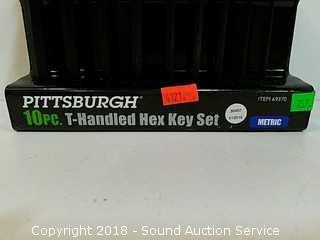 PITTSBURGH®
ITEM 69370
10PC. T-Handled Hex Key Set
METRIC
Copyright 2018 - Sound Auction Service